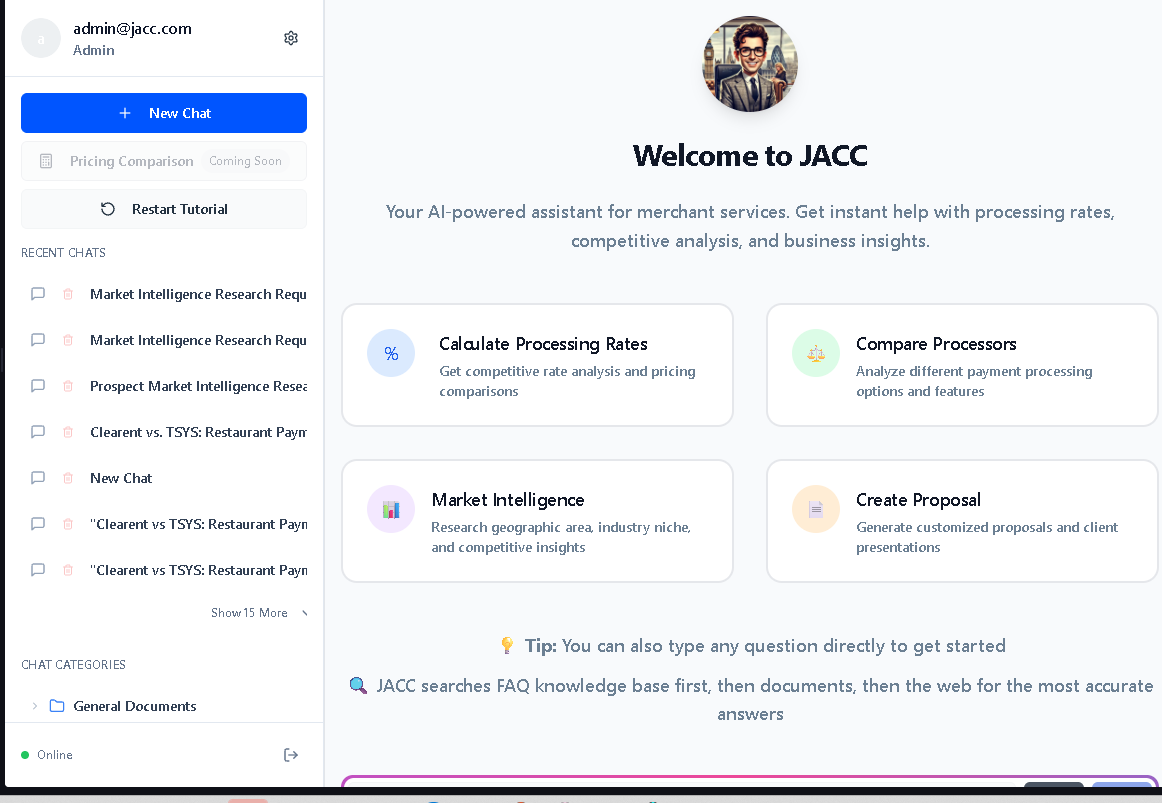 a
admin@jacc.com
Admin
New Chat
Pricing Comparison Coming Soon
Restart Tutorial
RECENT CHATS
Market Intelligence Research Requ
Market Intelligence Research Requ
Prospect Market Intelligence Resea
Clearent vs. TSYS: Restaurant Paym
New Chat
"Clearent vs TSYS: Restaurant Payn
"Clearent vs TSYS: Restaurant Payn
Show 15 More
CHAT CATEGORIES
General Documents
Online
Welcome to JACC
Your AI-powered assistant for merchant services. Get instant help with processing rates,
competitive analysis, and business insights.
%
Calculate Processing Rates
Get competitive rate analysis and pricing
comparisons
Compare Processors
Analyze different payment processing
options and features
Market Intelligence
Research geographic area, industry niche,
and competitive insights
Create Proposal
Generate customized proposals and client
presentations
Tip: You can also type any question directly to get started
JACC searches FAQ knowledge base first, then documents, then the web for the most accurate
answers